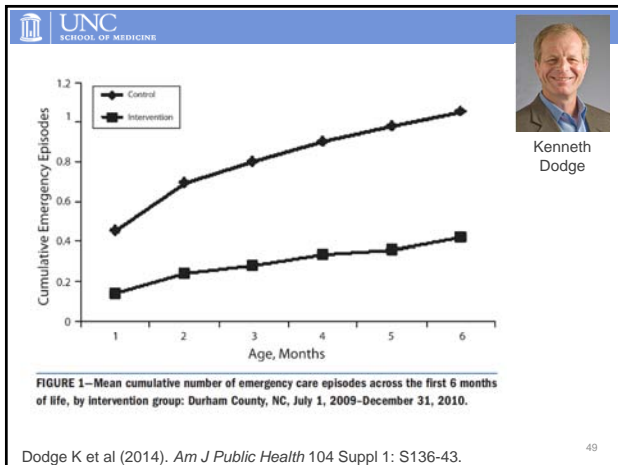 UNC
SCHOOL OF MEDICINE
Kenneth
Dodge
1.2
1
0.8
0.6
0.4
0.2
0
Cumulative Emergency Episodes
Control
Intervention
1 2 3 4 5 6
Age, Months
FIGURE 1—Mean cumulative number of emergency care episodes across the first 6 months
of life, by intervention group: Durham County, NC, July 1, 2009–December 31, 2010.
Dodge K et al (2014). Am J Public Health 104 Suppl 1: S136-43.
49